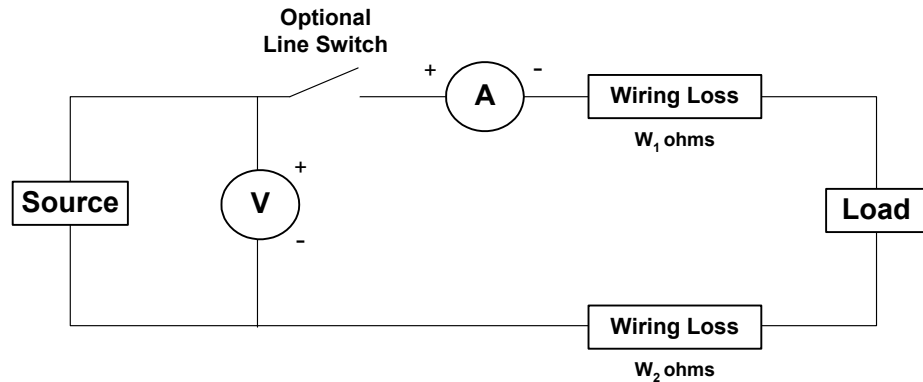 Optional
Line Switch
+ A -
Wiring Loss
W₁ ohms
Source
V
+
-
Load
Wiring Loss
W₂ ohms